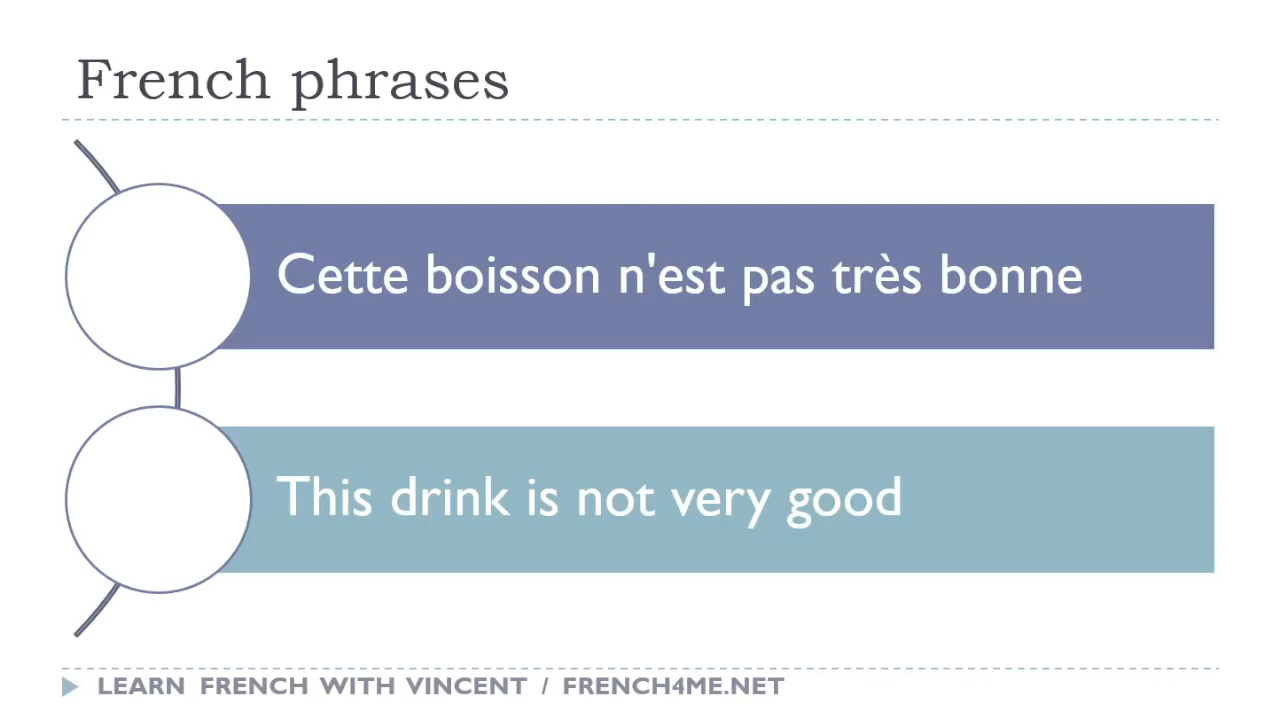 French phrases
Cette boisson n'est pas très bonne
This drink is not very good
LEARN FRENCH WITH VINCENT / FRENCH4ME.NET